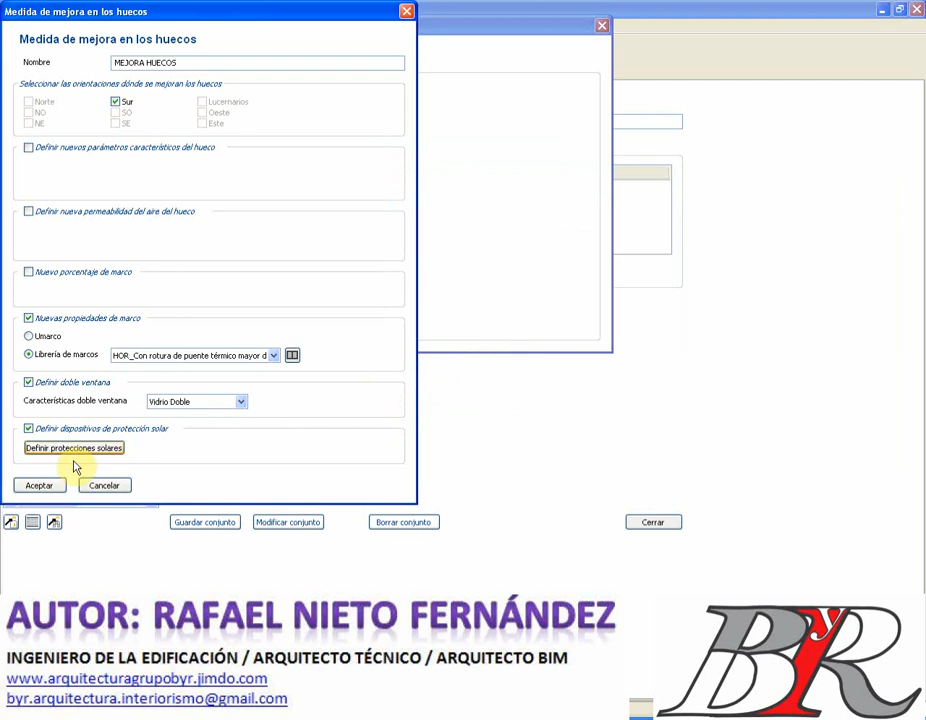 Medida de mejora en los huecos
Medida de mejora en los huecos
Nombre MEJORA HUECOS
Seleccionar las orientaciones dónde se mejoran los huecos
Norte Sur Lucernarios
NO SO Oeste
NE SE Este
Definir nuevos parámetros característicos del hueco
Definir nueva permeabilidad del aire del hueco
Nuevo porcentaje de marco
Nuevas propiedades de marco
Umarco
Librería de marcos HOR_Con rotura de puente térmico mayor d
Definir doble ventana
Características doble ventana Vidrio Doble
Definir dispositivos de protección solar
Definir protecciones solares
Aceptar Cancelar
Guardar conjunto Modificar conjunto Borrar conjunto Cerrar
AUTOR: RAFAEL NIETO FERNÁNDEZ
INGENIERO DE LA EDIFICACIÓN / ARQUITECTO TÉCNICO / ARQUITECTO BIM
www.arquitecturagrupobyr.jimdo.com
byr.arquitectura.interiorismo@gmail.com
ByR